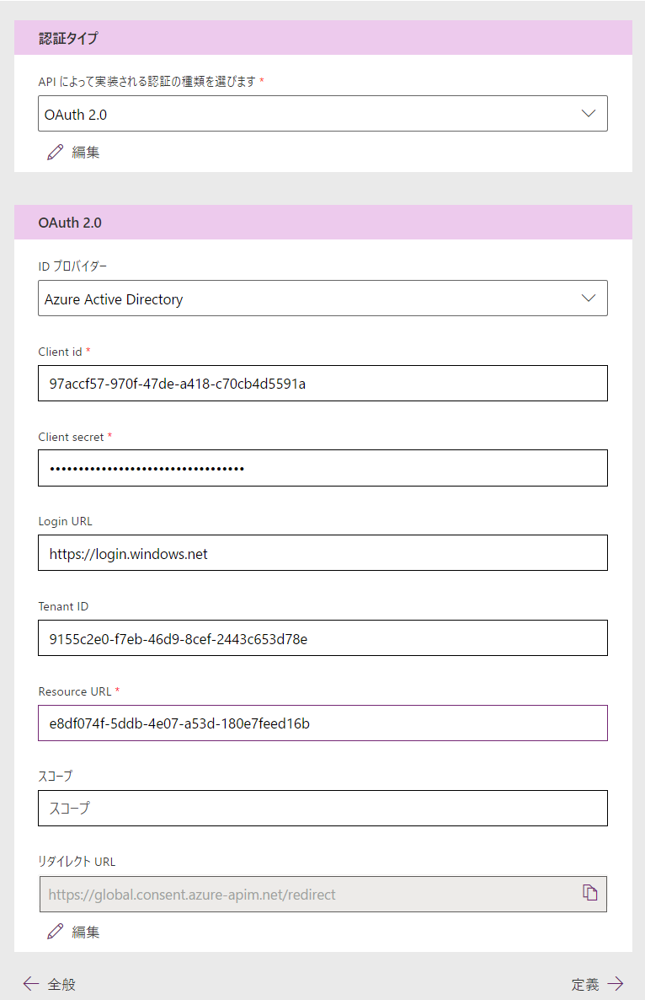 認証タイプ
API によって実装される認証の種類を選びます *
OAuth 2.0
編集
OAuth 2.0
ID プロバイダー
Azure Active Directory
Client id *
97accf57-970f-47de-a418-c70cb4d5591a
Client secret *
••••••••••••••••••••••••••••••••••
Login URL
https://login.windows.net
Tenant ID
9155c2e0-f7eb-46d9-8cef-2443c653d78e
Resource URL *
e8df074f-5ddb-4e07-a53d-180e7feed16b
スコープ
スコープ
リダイレクト URL
https://global.consent.azure-apim.net/redirect
編集
← 全般
定義 →